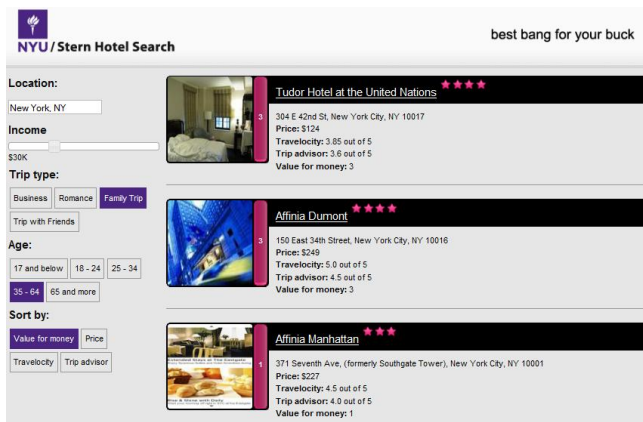 NYU/Stern Hotel Search
best bang for your buck
Location:
New York, NY
Income
$30K
Trip type:
Business Romance Family Trip
Trip with Friends
Age:
17 and below 18 - 24 25 - 34
35 - 64 65 and more
Sort by:
Value for money Price
Travelocity Trip advisor
3
Tudor Hotel at the United Nations
304 E 42nd St, New York City, NY 10017
Price: $124
Travelocity: 3.85 out of 5
Trip advisor: 3.6 out of 5
Value for money: 3
3
Affinia Dumont
150 East 34th Street, New York City, NY 10016
Price: $249
Travelocity: 5.0 out of 5
Trip advisor: 4.5 out of 5
Value for money: 3
1
Affinia Manhattan
371 Seventh Ave, (formerly Southgate Tower), New York City, NY 10001
Price: $227
Travelocity: 4.5 out of 5
Trip advisor: 4.0 out of 5
Value for money: 1